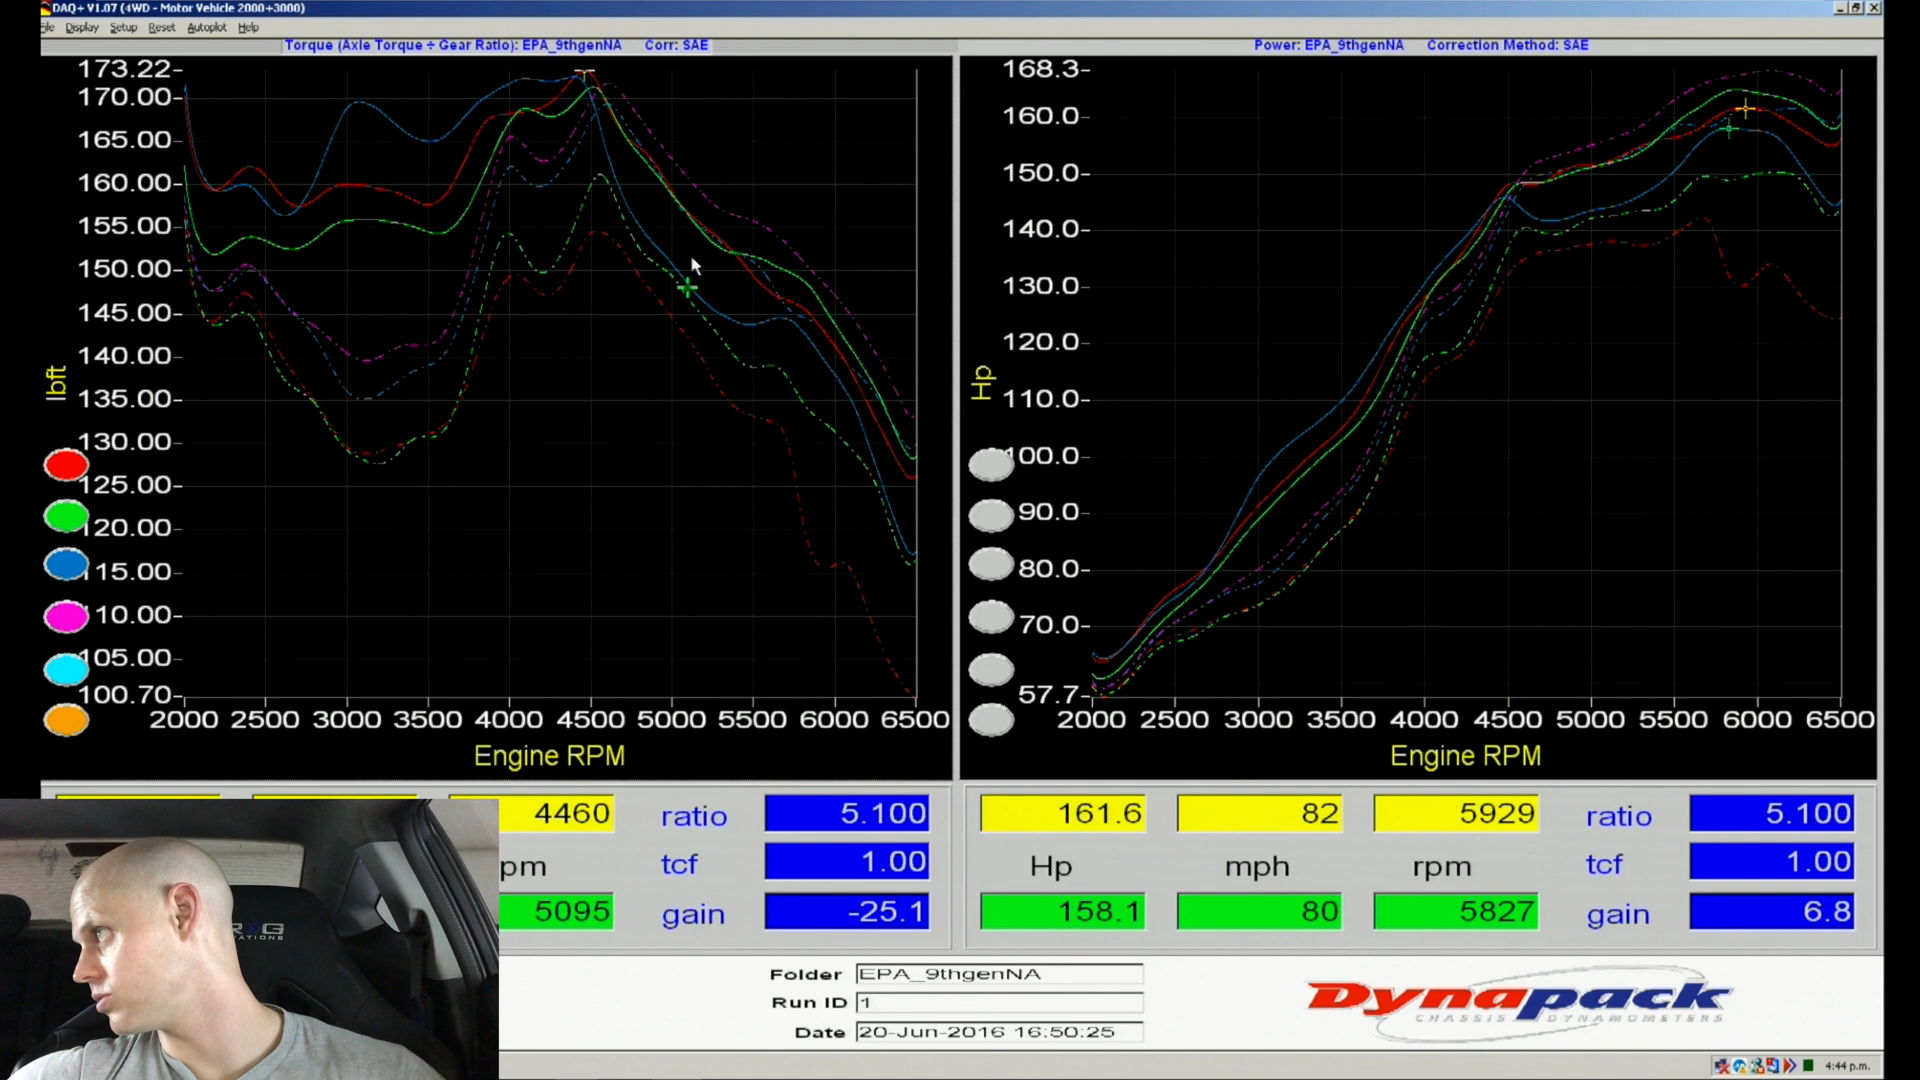 DAQ+ V1.07 (4WD - Motor Vehicle 2000+3000)
File Display Setup Reset Autoplot Help
Torque (Axle Torque ÷ Gear Ratio): EPA_9thgenNA Corr: SAE
Power: EPA_9thgenNA Correction Method: SAE
173.22
170.00
165.00
160.00
155.00
150.00
145.00
140.00
135.00
130.00
125.00
120.00
115.00
110.00
105.00
100.70
lbft
2000 2500 3000 3500 4000 4500 5000 5500 6000 6500
Engine RPM
168.3
160.0
150.0
140.0
130.0
120.0
110.0
100.0
90.0
80.0
70.0
57.7
Hp
2000 2500 3000 3500 4000 4500 5000 5500 6000 6500
Engine RPM
4460 ratio 5.100
pm tcf 1.00
5095 gain -25.1
161.6 82 5929 ratio 5.100
Hp mph rpm tcf 1.00
158.1 80 5827 gain 6.8
Folder EPA_9thgenNA
Run ID 1
Date 20-Jun-2016 16:50:25
Dynapack
CHASSIS DYNAMOMETERS
4:44 p.m.